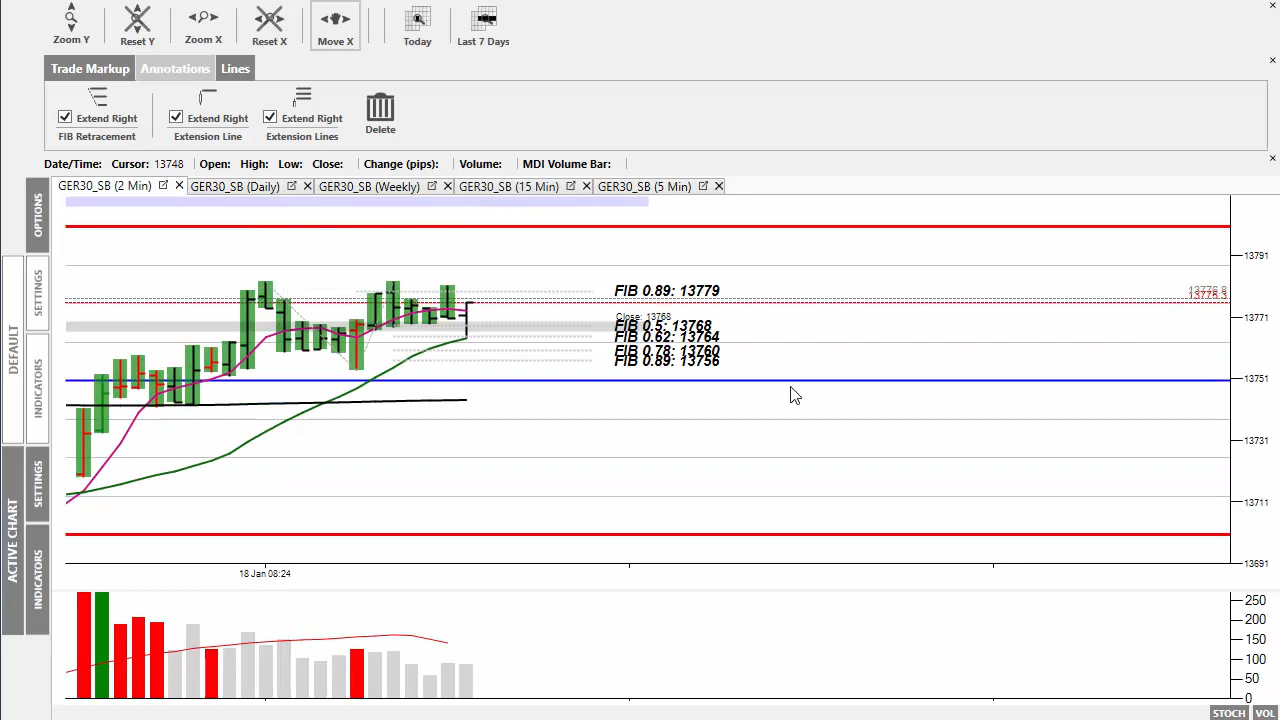 Zoom Y Reset Y Zoom X Reset X Move X Today Last 7 Days
Trade Markup Annotations Lines
Extend Right Extend Right Extend Right
FIB Retracement Extension Line Extension Lines Delete
Date/Time: Cursor: 13748 Open: High: Low: Close: Change (pips): Volume: MDI Volume Bar:
GER30_SB (2 Min) GER30_SB (Daily) GER30_SB (Weekly) GER30_SB (15 Min) GER30_SB (5 Min)
OPTIONS
SETTINGS
DEFAULT
INDICATORS
SETTINGS
ACTIVE CHART
INDICATORS
FIB 0.89: 13779
Close: 13768
FIB 0.5: 13768
FIB 0.62: 13764
FIB 0.78: 13760
FIB 0.89: 13756
13791
13775.3
13771
13751
13731
13711
13691
18 Jan 08:24
250
200
150
100
50
0
STOCH VOL